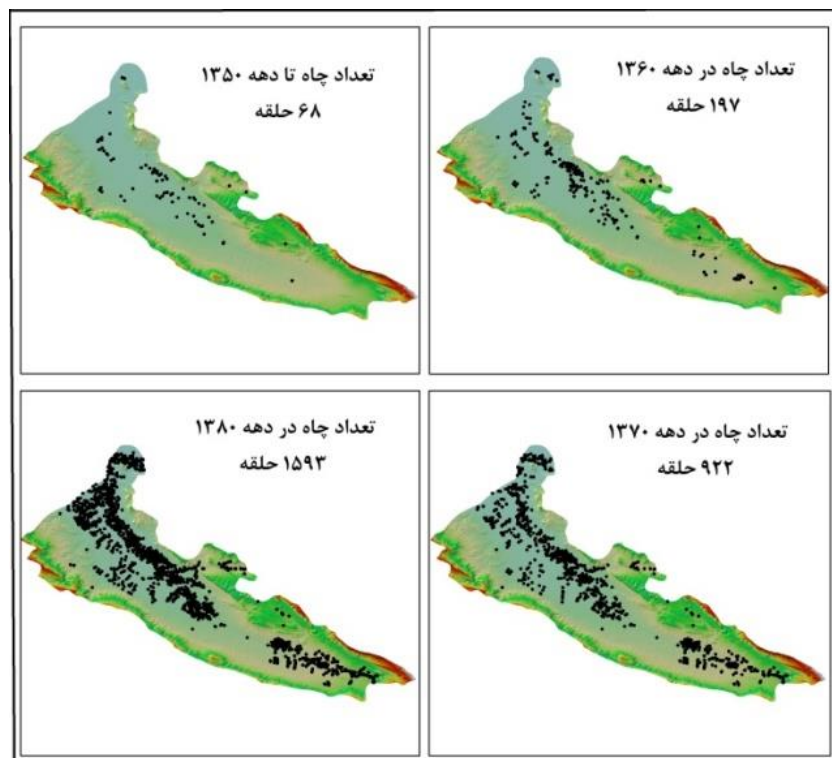 تعداد چاه در دهه ۱۳۶۰
۱۹۷ حلقه
تعداد چاه تا دهه ۱۳۵۰
۶۸ حلقه
تعداد چاه در دهه ۱۳۷۰
۹۲۲ حلقه
تعداد چاه در دهه ۱۳۸۰
۱۵۹۳ حلقه